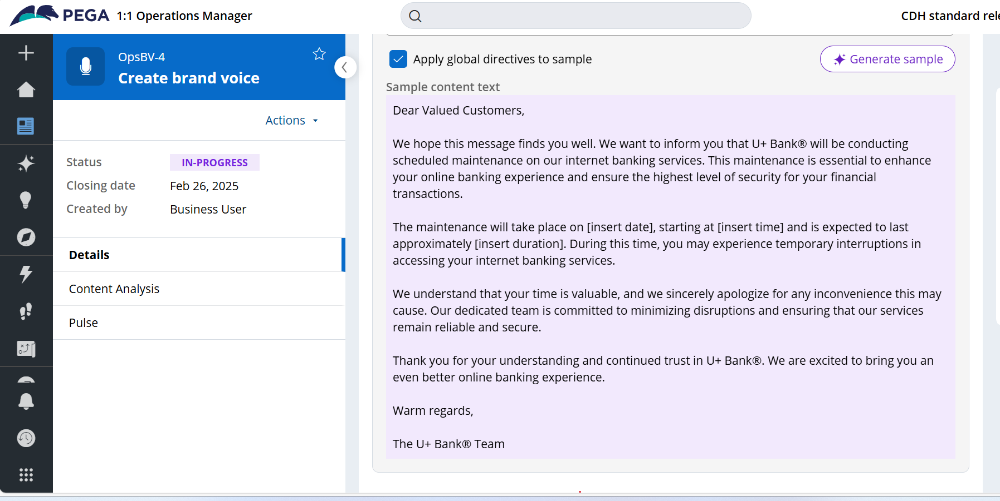 PEGA 1:1 Operations Manager
CDH standard rel
OpsBV-4
Create brand voice
Actions
Status IN-PROGRESS
Closing date Feb 26, 2025
Created by Business User
Details
Content Analysis
Pulse
Apply global directives to sample
Generate sample
Sample content text
Dear Valued Customers,
We hope this message finds you well. We want to inform you that U+ Bank® will be conducting
scheduled maintenance on our internet banking services. This maintenance is essential to enhance
your online banking experience and ensure the highest level of security for your financial
transactions.
The maintenance will take place on [insert date], starting at [insert time] and is expected to last
approximately [insert duration]. During this time, you may experience temporary interruptions in
accessing your internet banking services.
We understand that your time is valuable, and we sincerely apologize for any inconvenience this may
cause. Our dedicated team is committed to minimizing disruptions and ensuring that our services
remain reliable and secure.
Thank you for your understanding and continued trust in U+ Bank®. We are excited to bring you an
even better online banking experience.
Warm regards,
The U+ Bank® Team